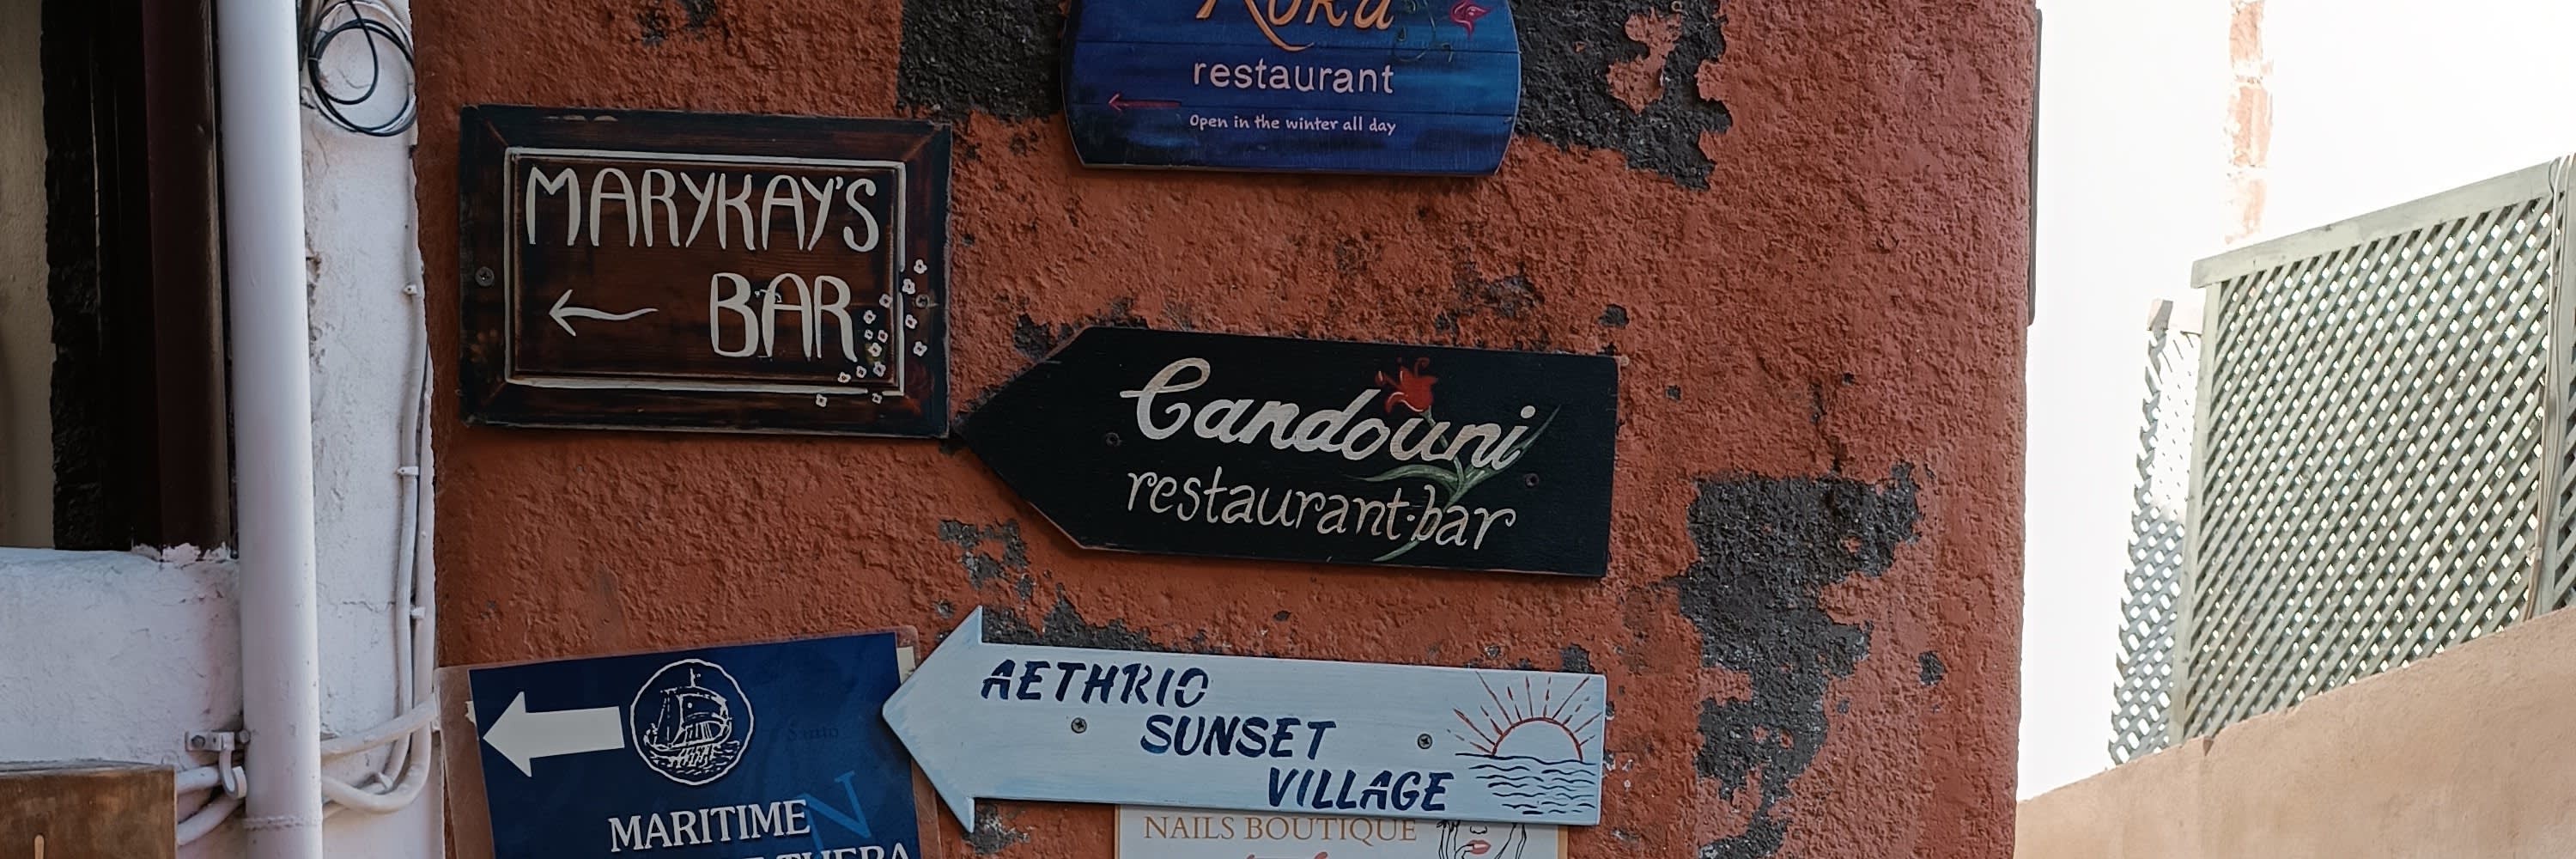 restaurant
Open in the winter all day
MARYKAY'S
BAR
Candouni
restaurant·bar
AETHRIO
SUNSET
VILLAGE
MARITIME
NAILS BOUTIQUE